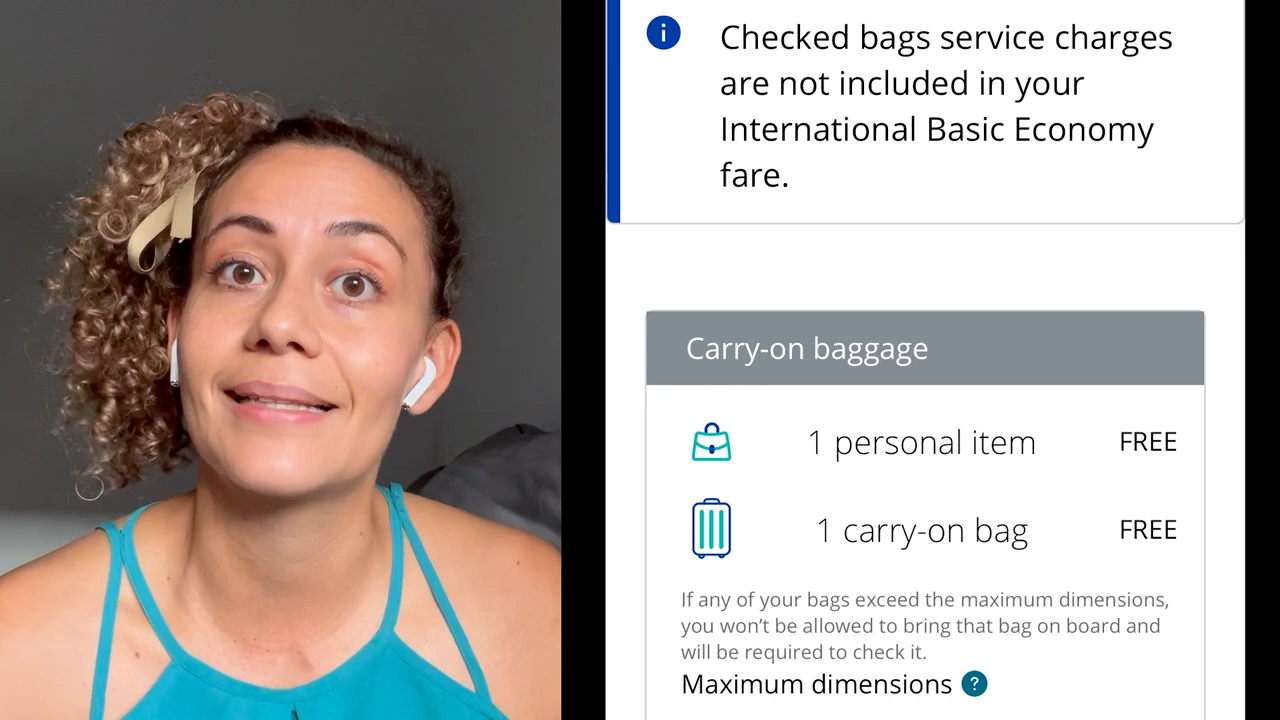 Checked bags service charges
are not included in your
International Basic Economy
fare.
Carry-on baggage
1 personal item FREE
1 carry-on bag FREE
If any of your bags exceed the maximum dimensions,
you won't be allowed to bring that bag on board and
will be required to check it.
Maximum dimensions ?